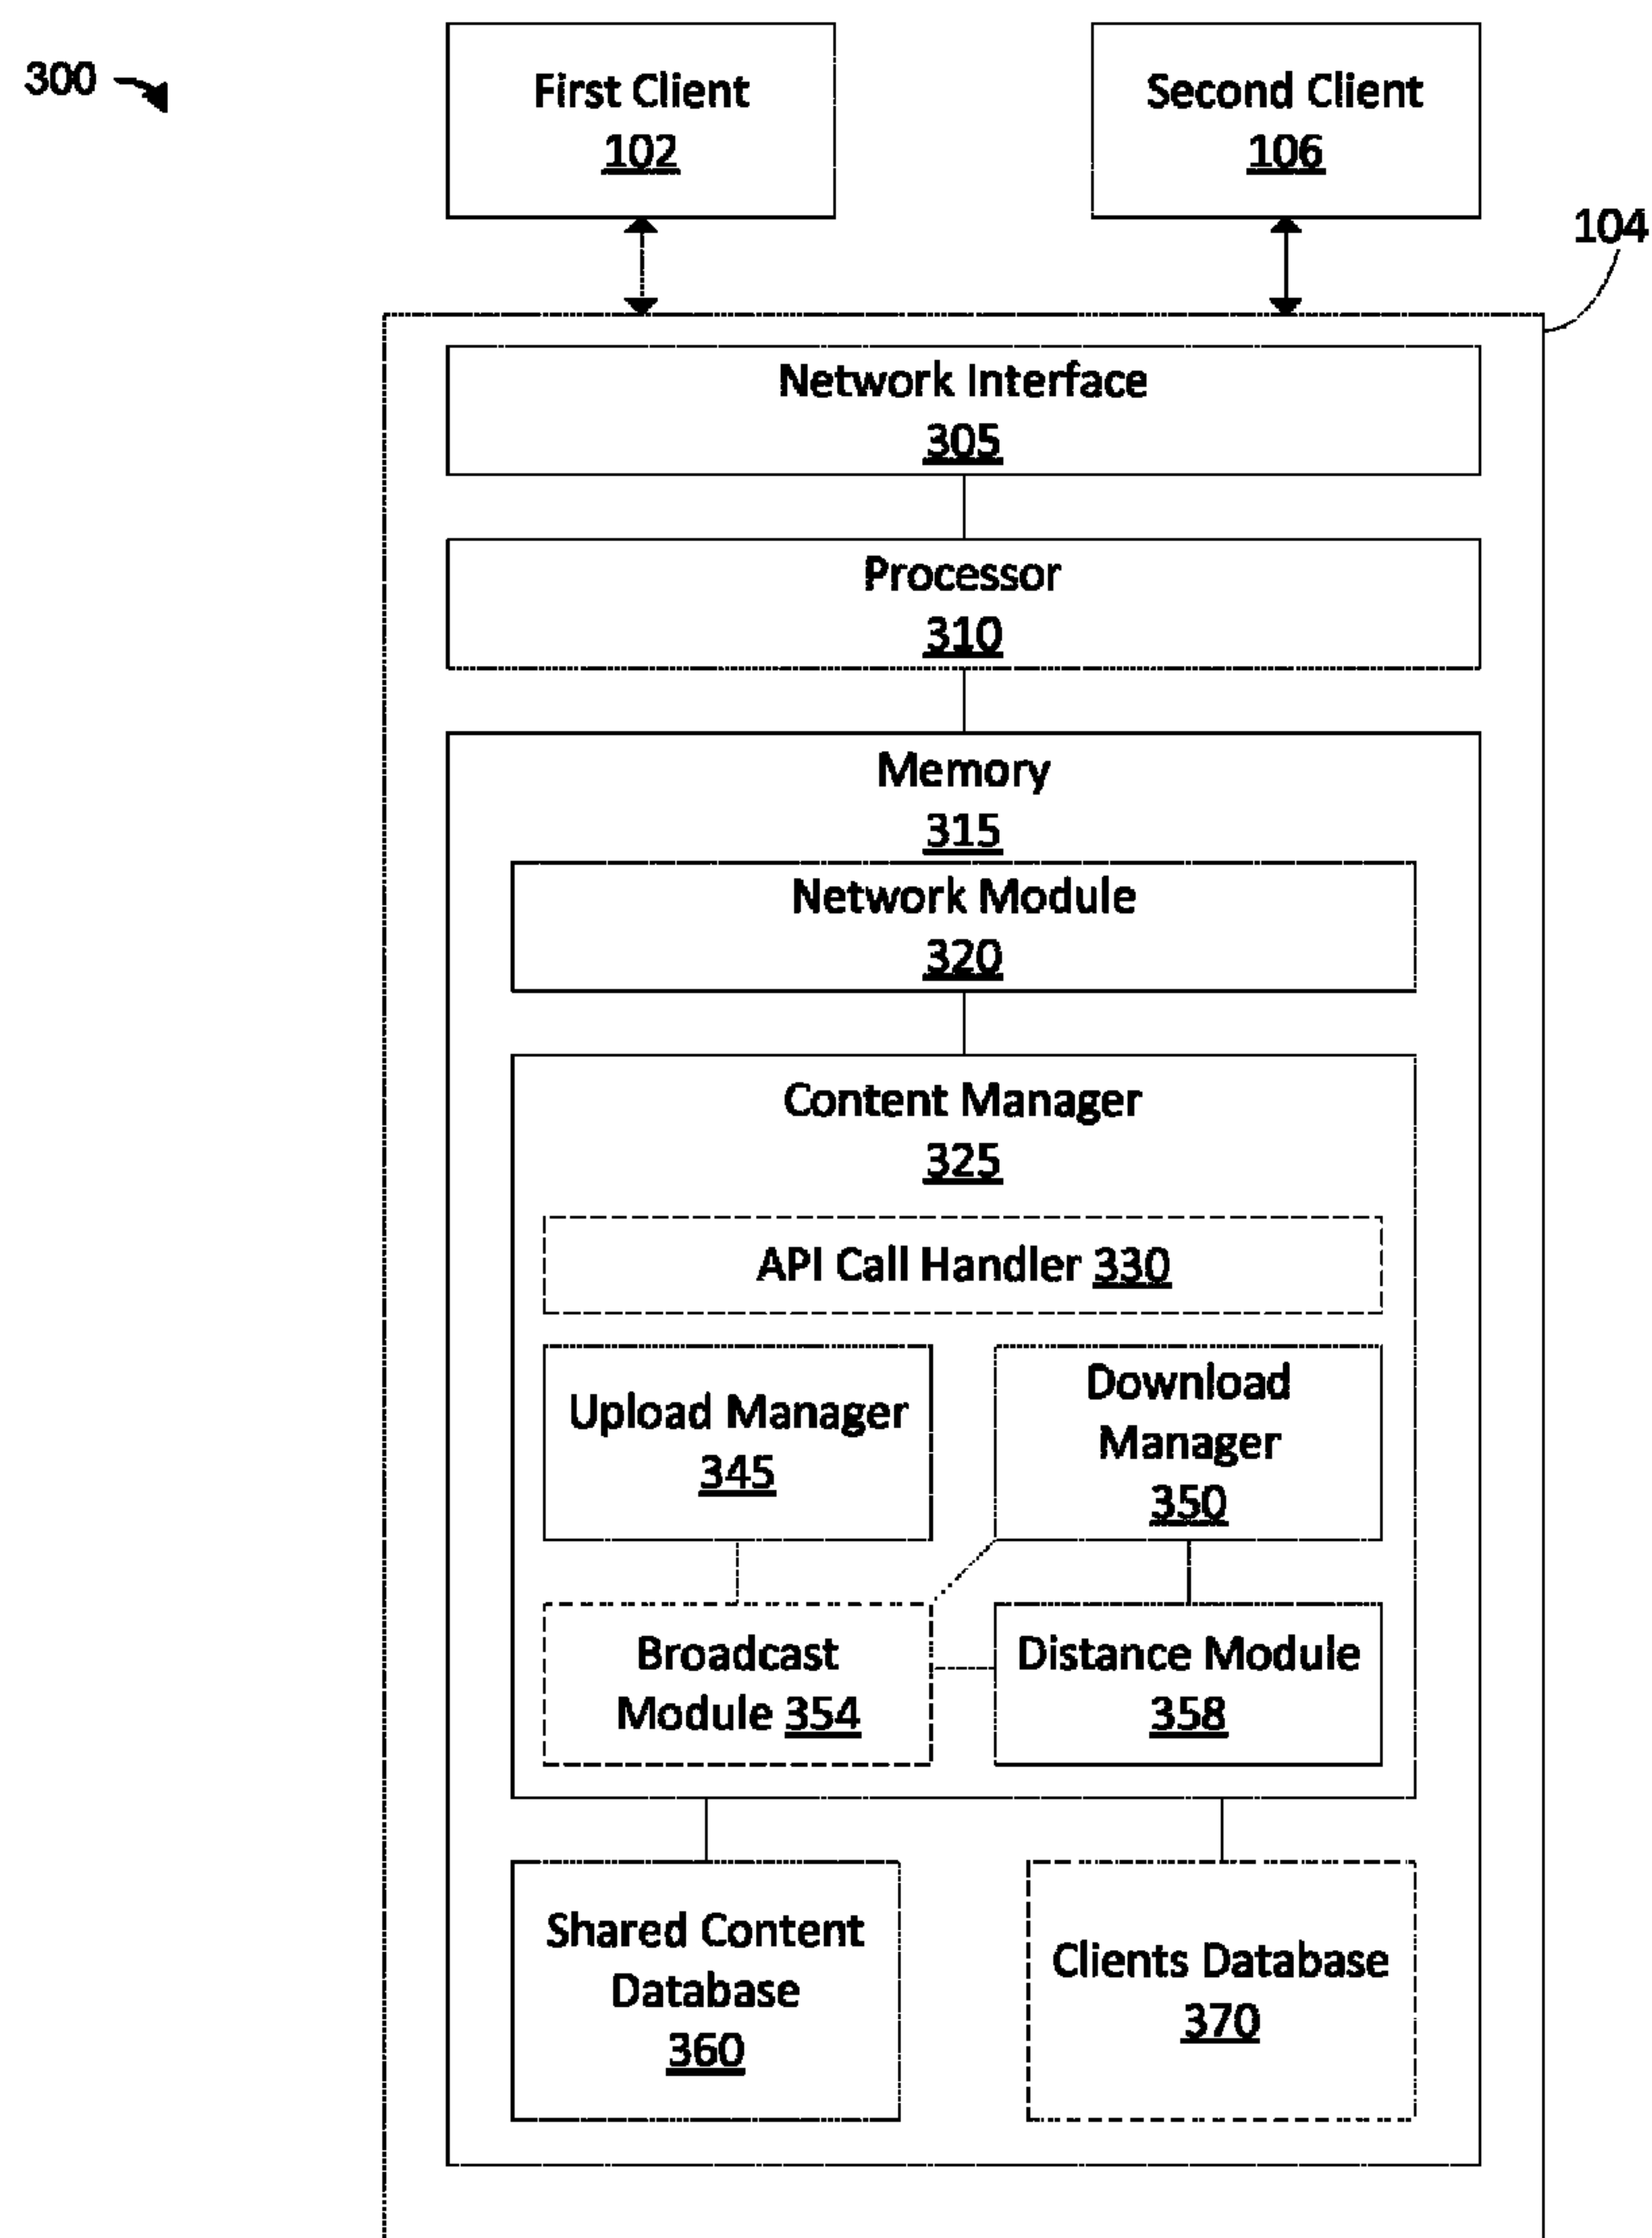 300
First Client
102
Second Client
106
104
Network Interface
305
Processor
310
Memory
315
Network Module
320
Content Manager
325
API Call Handler 330
Upload Manager
345
Download
Manager
350
Broadcast
Module 354
Distance Module
358
Shared Content
Database
360
Clients Database
370